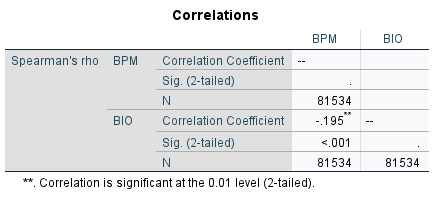 Correlations
BPM BIO
Spearman's rho BPM Correlation Coefficient --
Sig. (2-tailed) .
N 81534
BIO Correlation Coefficient -.195** --
Sig. (2-tailed) <.001 .
N 81534 81534
**. Correlation is significant at the 0.01 level (2-tailed).